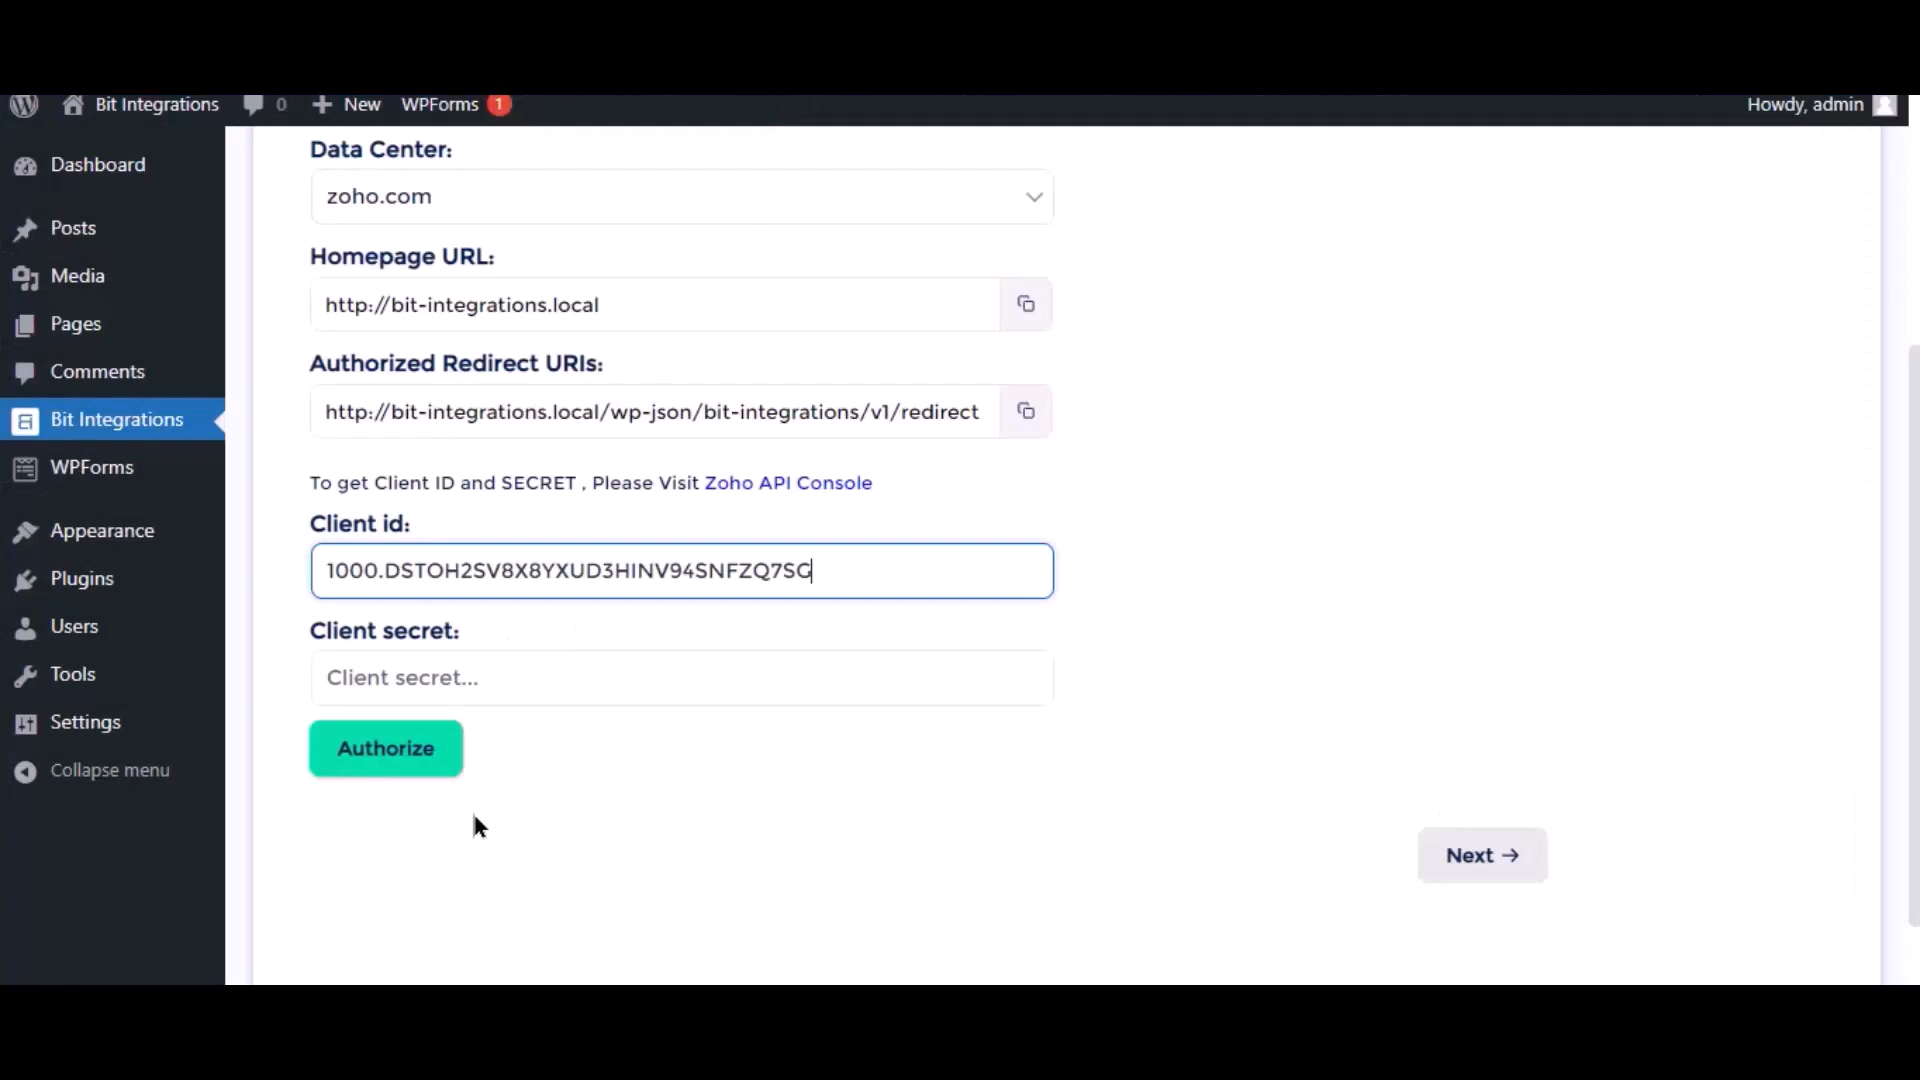 Bit Integrations 0 New WPForms 1 Howdy, admin
Dashboard
Posts
Media
Pages
Comments
Bit Integrations
WPForms
Appearance
Plugins
Users
Tools
Settings
Collapse menu
Data Center:
zoho.com
Homepage URL:
http://bit-integrations.local
Authorized Redirect URIs:
http://bit-integrations.local/wp-json/bit-integrations/v1/redirect
To get Client ID and SECRET , Please Visit Zoho API Console
Client id:
1000.DSTOH2SV8X8YXUD3HINV94SNFZQ7SG
Client secret:
Client secret...
Authorize
Next →